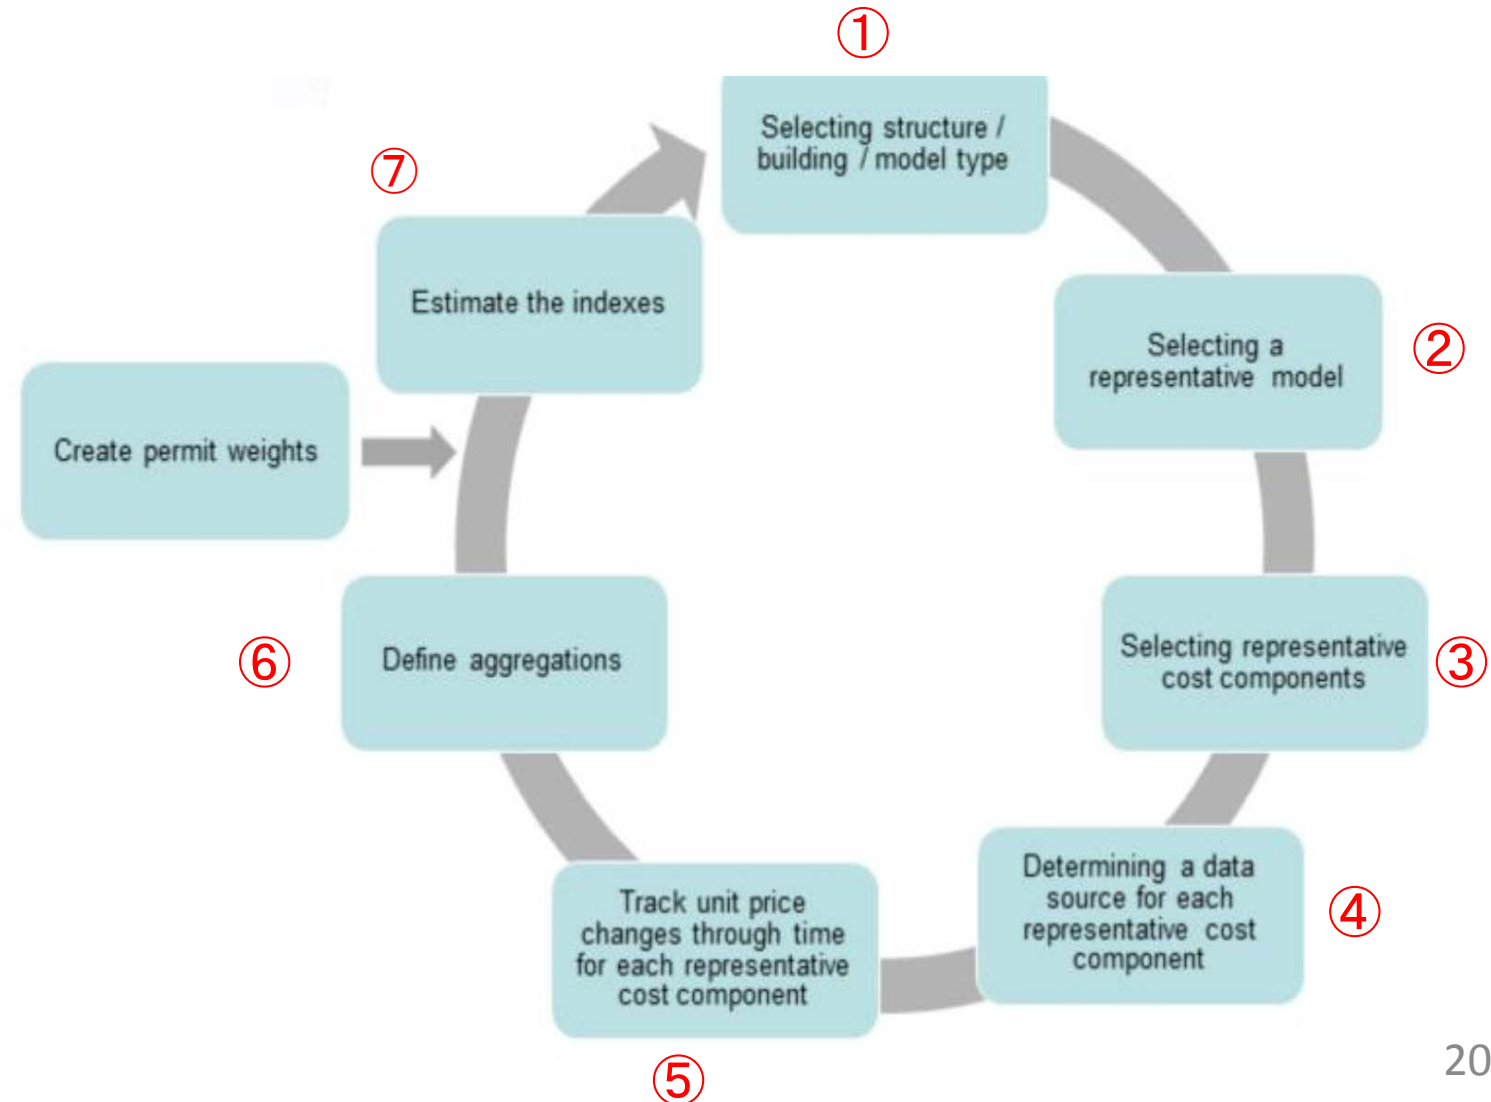 ①
Selecting structure /
building / model type
②
Selecting a
representative model
③
Selecting representative
cost components
④
Determining a data
source for each
representative cost
component
⑤
Track unit price
changes through time
for each representative
cost component
⑥
Define aggregations
Create permit weights
⑦
Estimate the indexes
20